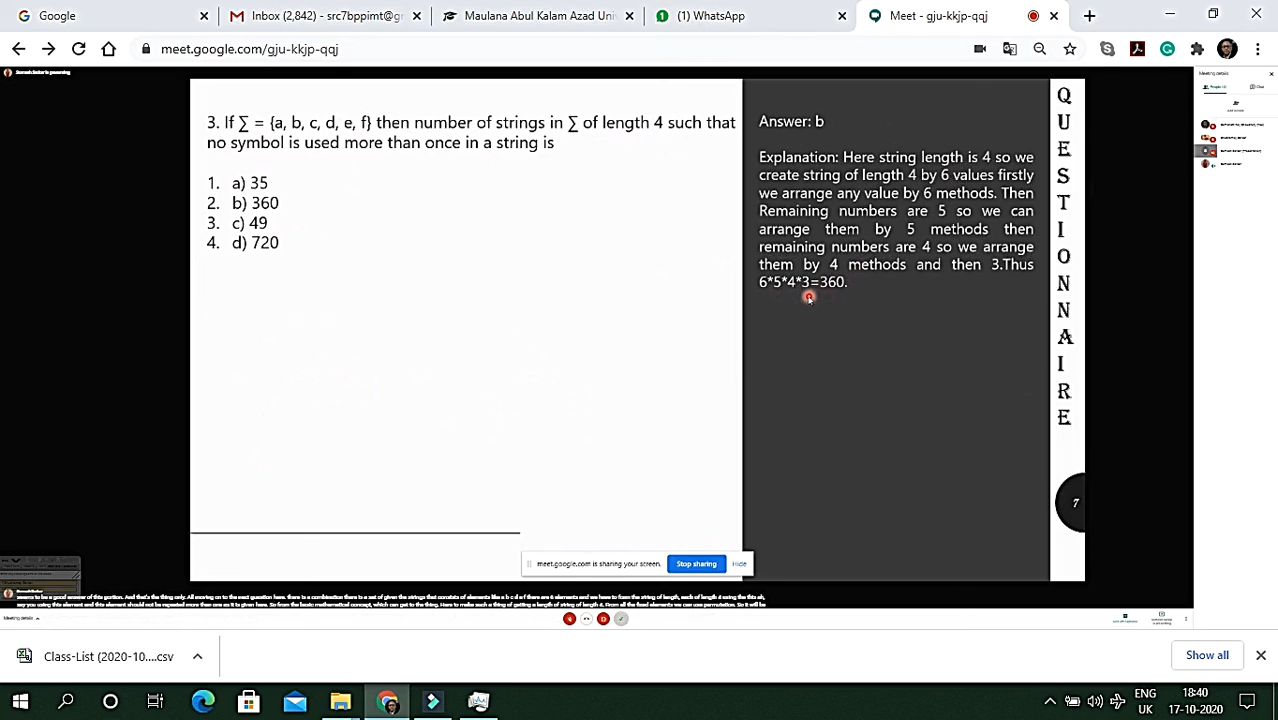 Google
Inbox (2,842) - src7bppimt@gr
Maulana Abul Kalam Azad Uni
(1) WhatsApp
Meet - gju-kkjp-qqj
meet.google.com/gju-kkjp-qqj
Meeting details
3. If ∑ = {a, b, c, d, e, f} then number of strings in ∑ of length 4 such that
no symbol is used more than once in a string is
1. a) 35
2. b) 360
3. c) 49
4. d) 720
Answer: b
Explanation: Here string length is 4 so we
create string of length 4 by 6 values firstly
we arrange any value by 6 methods. Then
Remaining numbers are 5 so we can
arrange them by 5 methods then
remaining numbers are 4 so we arrange
them by 4 methods and then 3.Thus
6*5*4*3=360.
QUESTIONNAIRE
7
meet.google.com is sharing your screen.
Stop sharing
Hide
Meeting details
Class-List (2020-10....csv
Show all
ENG
UK
18:40
17-10-2020